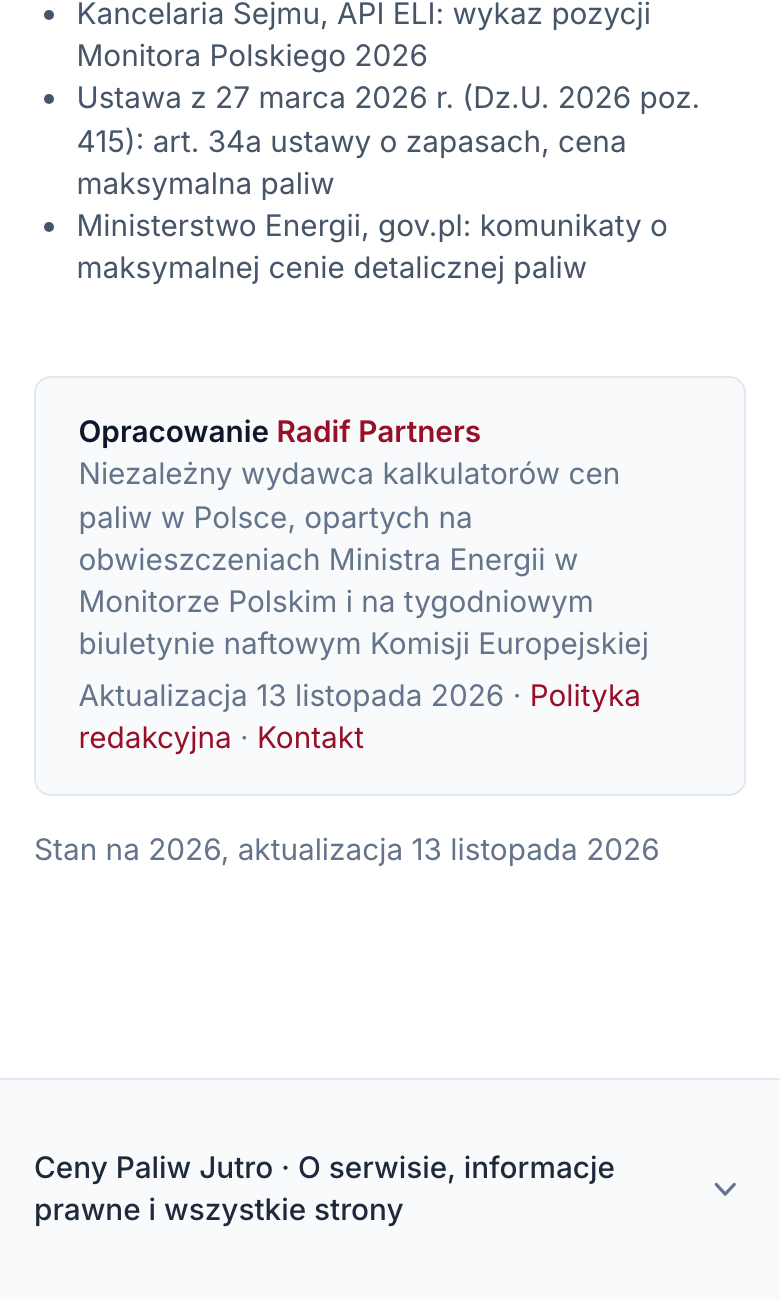 Kancelaria Sejmu, API ELI: wykaz pozycji
Monitora Polskiego 2026
Ustawa z 27 marca 2026 r. (Dz.U. 2026 poz.
415): art. 34a ustawy o zapasach, cena
maksymalna paliw
Ministerstwo Energii, gov.pl: komunikaty o
maksymalnej cenie detalicznej paliw
Opracowanie Radif Partners
Niezależny wydawca kalkulatorów cen
paliw w Polsce, opartych na
obwieszczeniach Ministra Energii w
Monitorze Polskim i na tygodniowym
biuletynie naftowym Komisji Europejskiej
Aktualizacja 13 listopada 2026 · Polityka
redakcyjna · Kontakt
Stan na 2026, aktualizacja 13 listopada 2026
Ceny Paliw Jutro · O serwisie, informacje
prawne i wszystkie strony